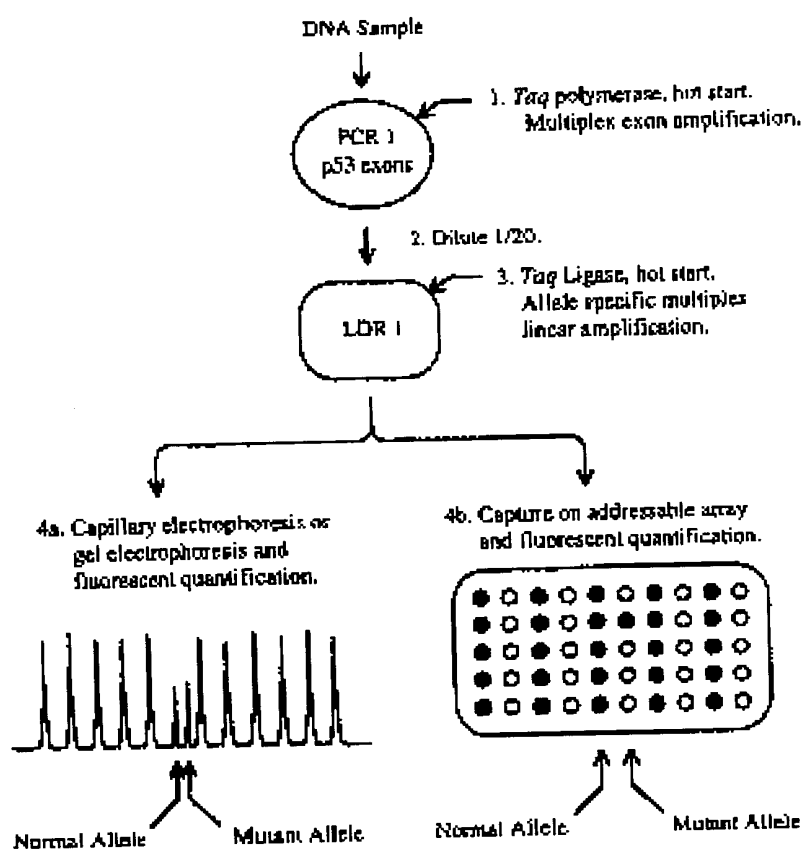 DNA Sample
1. Taq polymerase, hot start.
Multiplex exon amplification.
PCR 1
p53 exons
2. Dilute 1/20.
3. Taq Ligase, hot start.
Allele specific multiplex
linear amplification.
LDR 1
4a. Capillary electrophoresis or
gel electrophoresis and
fluorescent quantification.
4b. Capture on addressable array
and fluorescent quantification.
Normal Allele
Mutant Allele
Normal Allele
Mutant Allele